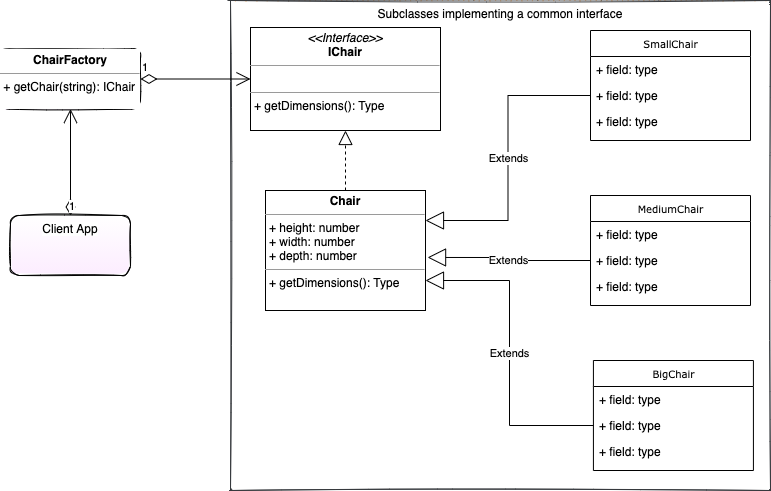 Subclasses implementing a common interface
ChairFactory
+ getChair(string): IChair
1
<<Interface>>
IChair
+ getDimensions(): Type
SmallChair
+ field: type
+ field: type
+ field: type
Extends
Chair
+ height: number
+ width: number
+ depth: number
+ getDimensions(): Type
1
Client App
MediumChair
+ field: type
+ field: type
+ field: type
Extends
Extends
BigChair
+ field: type
+ field: type
+ field: type